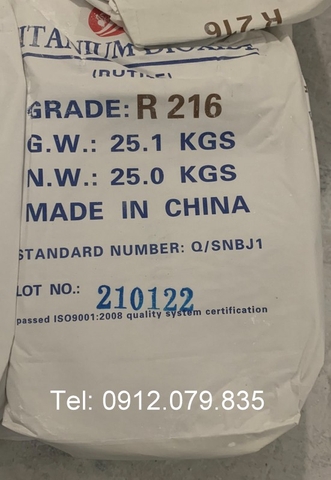 R 216
TITANIUM DIOXIDE
(RUTILE)
GRADE: R 216
G.W.: 25.1 KGS
N.W.: 25.0 KGS
MADE IN CHINA
STANDARD NUMBER: Q/SNBJ1
LOT NO.: 210122
passed ISO9001:2008 quality system certification
Tel: 0912.079.835